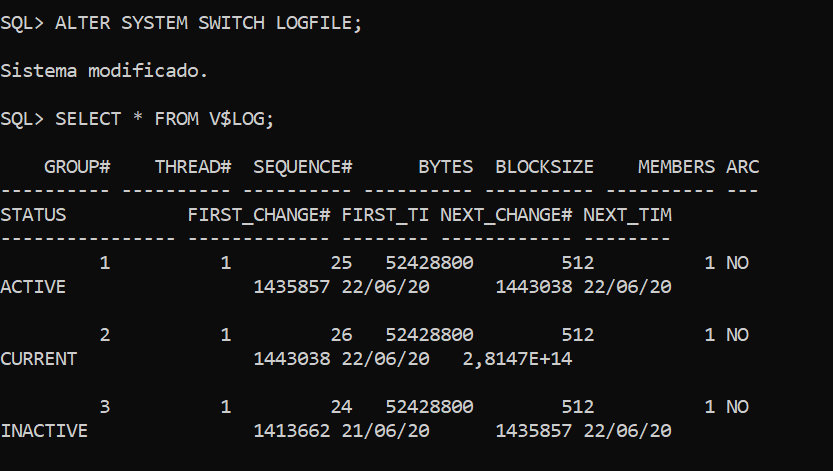 SQL> ALTER SYSTEM SWITCH LOGFILE;
Sistema modificado.
SQL> SELECT * FROM V$LOG;
    GROUP#    THREAD#  SEQUENCE#      BYTES  BLOCKSIZE    MEMBERS ARC
---------- ---------- ---------- ---------- ---------- ---------- ---
STATUS           FIRST_CHANGE# FIRST_TI NEXT_CHANGE# NEXT_TIM
---------------- ------------- -------- ------------ --------
         1          1         25   52428800        512          1 NO
ACTIVE                 1435857 22/06/20      1443038 22/06/20
         2          1         26   52428800        512          1 NO
CURRENT                1443038 22/06/20   2,8147E+14
         3          1         24   52428800        512          1 NO
INACTIVE               1413662 21/06/20      1435857 22/06/20